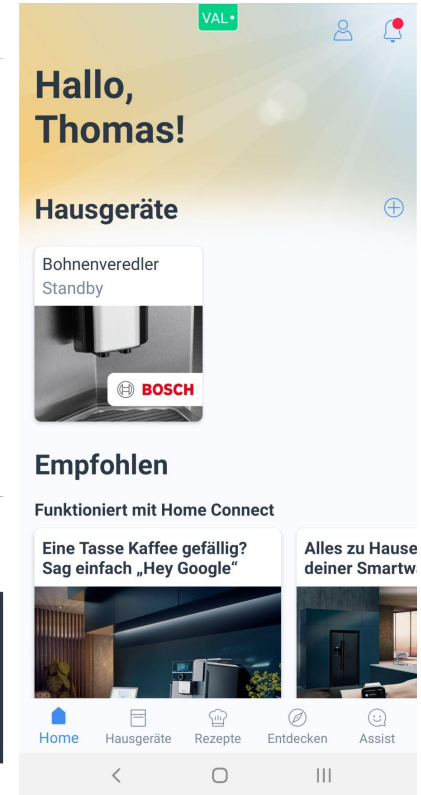 VAL•
Hallo,
Thomas!
Hausgeräte
Bohnenveredler
Standby
BOSCH
Empfohlen
Funktioniert mit Home Connect
Eine Tasse Kaffee gefällig?
Sag einfach „Hey Google“
Alles zu Hause
deiner Smartw
Home
Hausgeräte
Rezepte
Entdecken
Assist